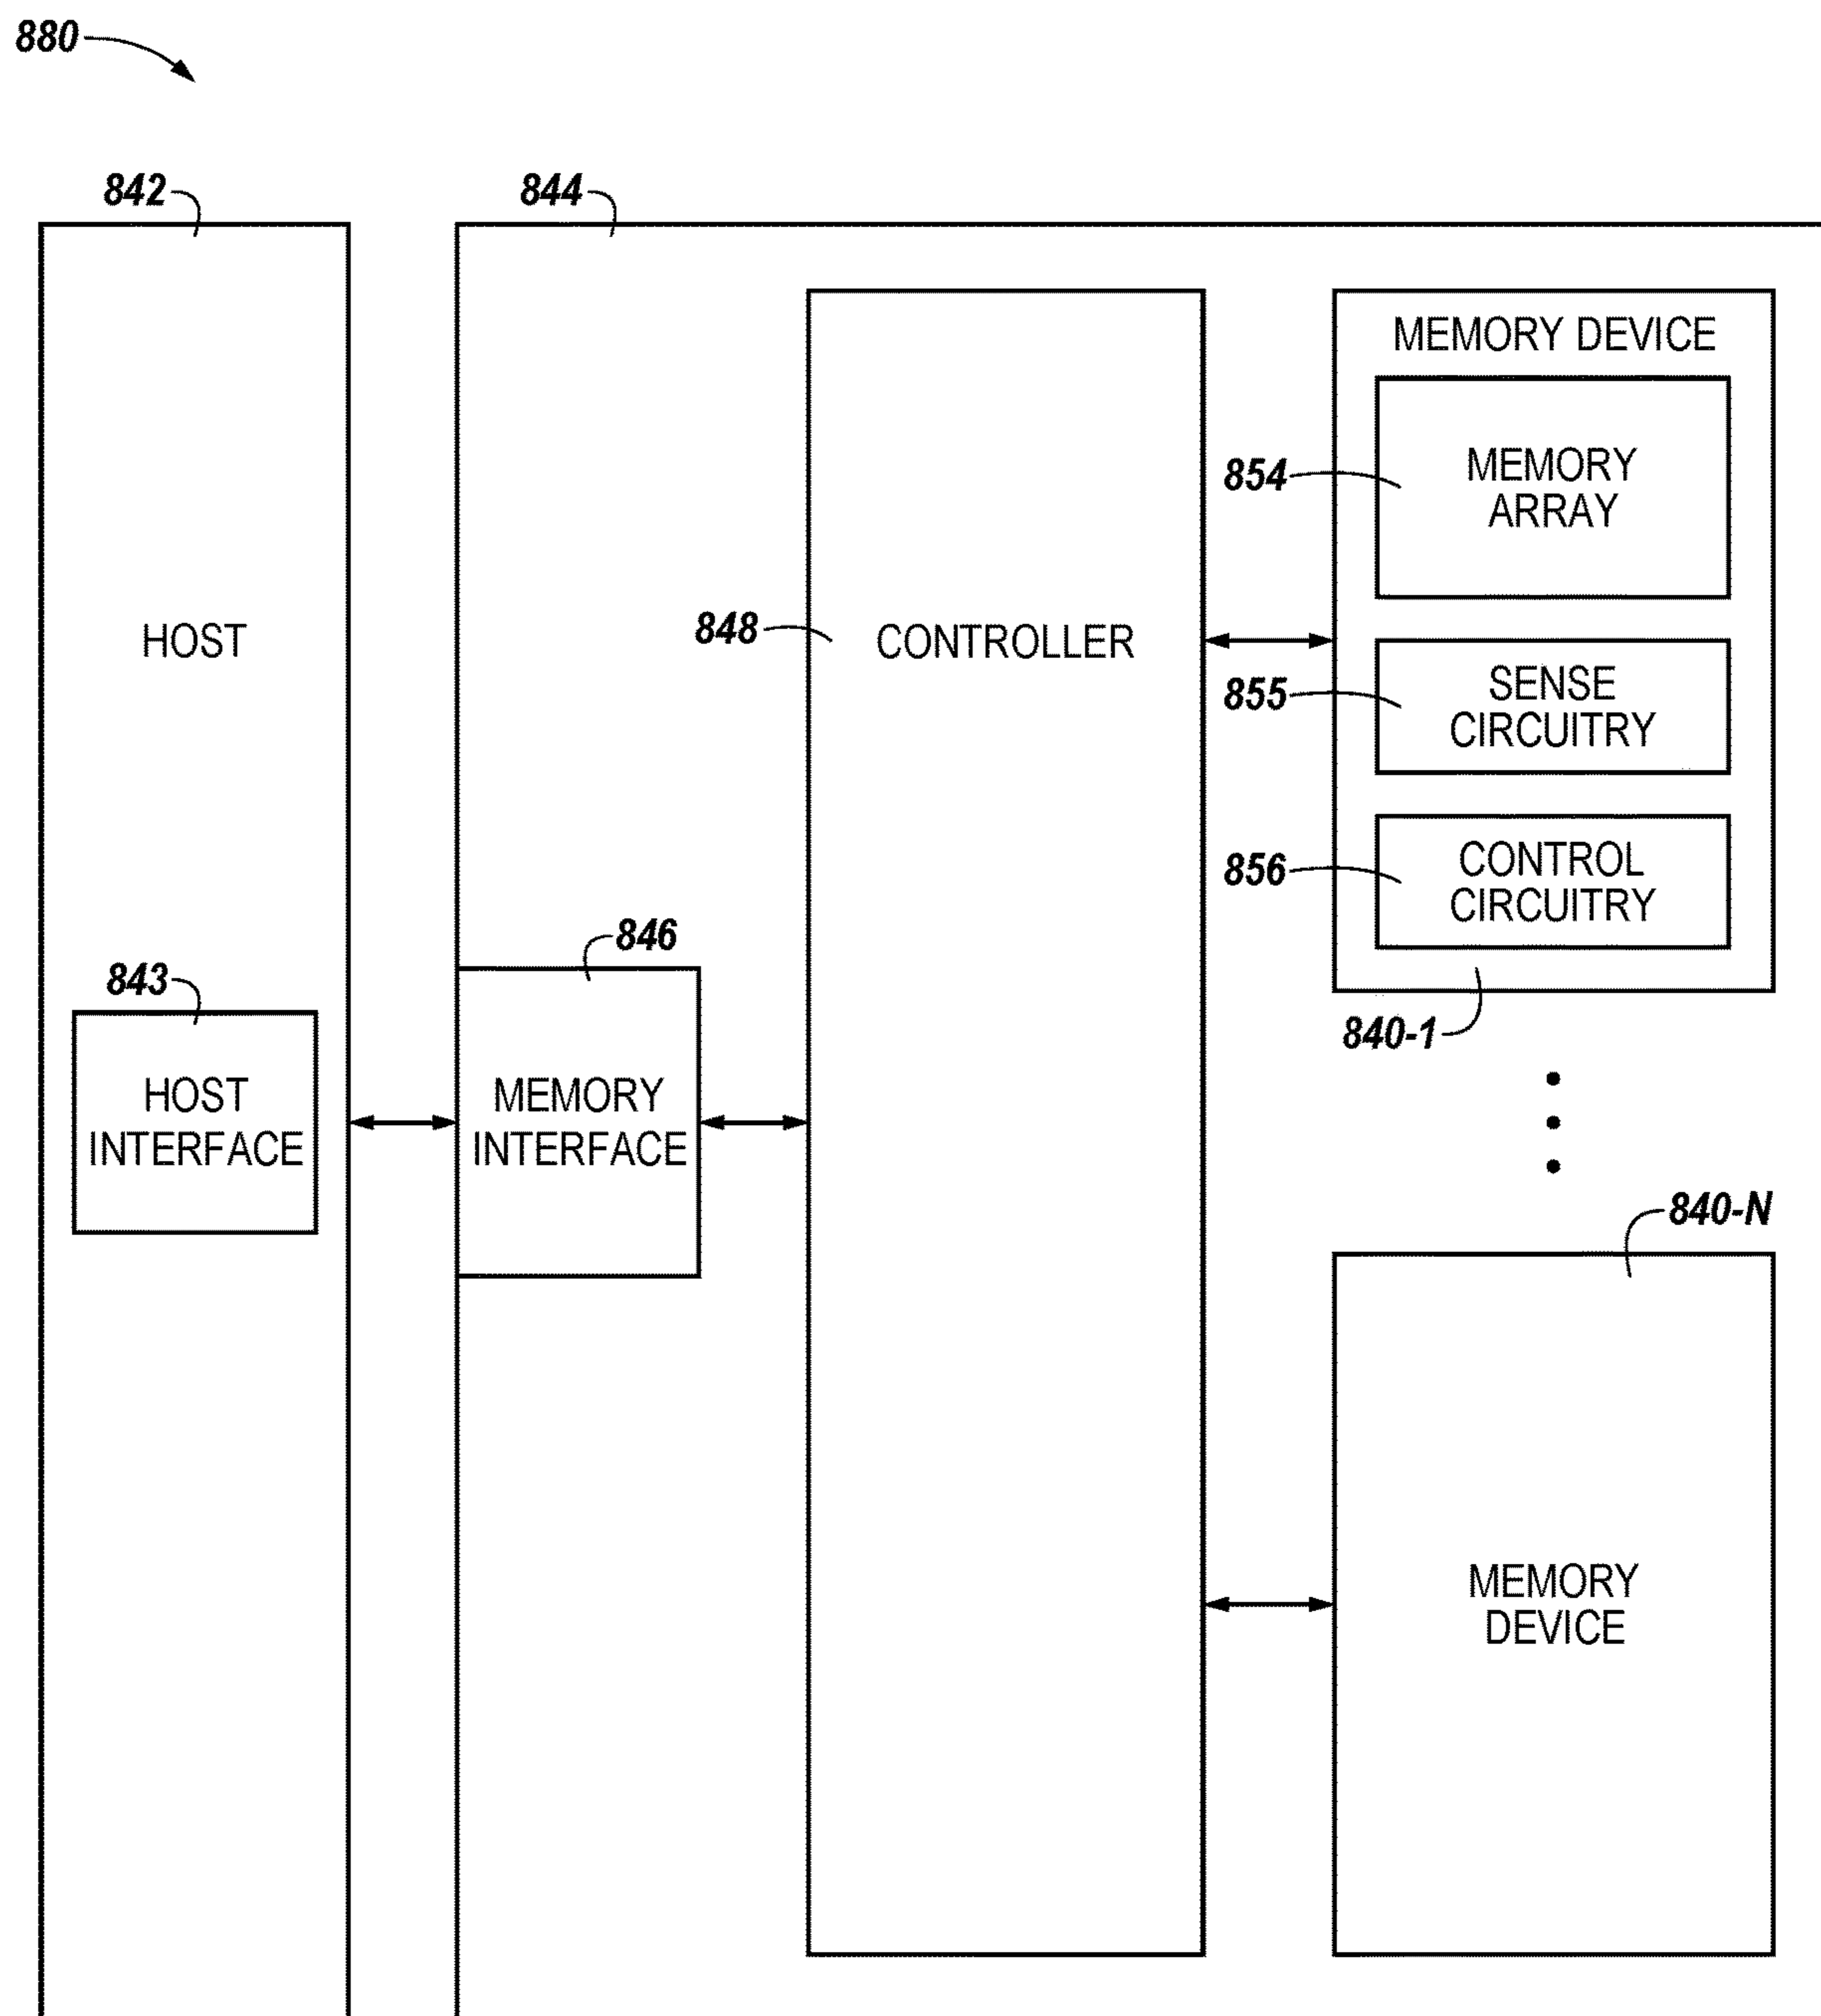 880
842
844
MEMORY DEVICE
854
MEMORY
ARRAY
848
HOST
CONTROLLER
855
SENSE
CIRCUITRY
856
CONTROL
CIRCUITRY
846
843
840-1
HOST
INTERFACE
MEMORY
INTERFACE
840-N
MEMORY
DEVICE